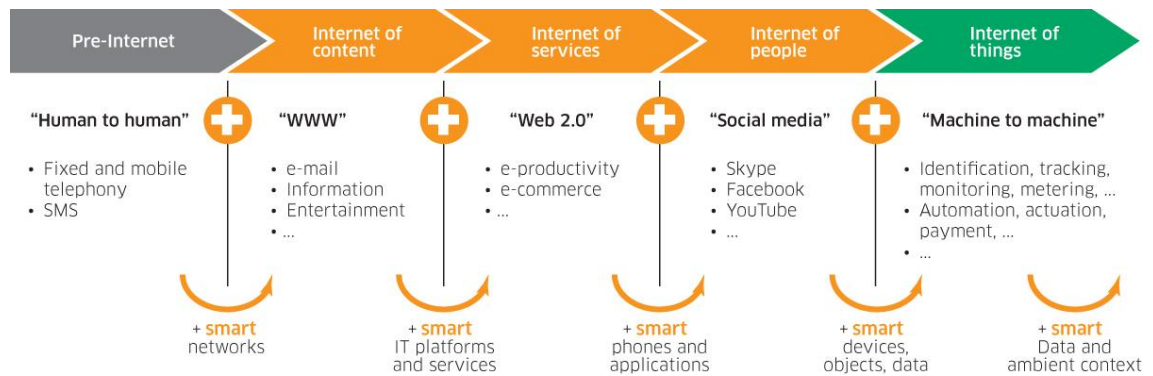 Pre-Internet
Internet of
content
Internet of
services
Internet of
people
Internet of
things
“Human to human”
• Fixed and mobile
telephony
• SMS
“WWW”
• e-mail
• Information
• Entertainment
• ...
“Web 2.0”
• e-productivity
• e-commerce
• ...
“Social media”
• Skype
• Facebook
• YouTube
• ...
“Machine to machine”
• Identification, tracking,
monitoring, metering, ...
• Automation, actuation,
payment, ...
• ...
+ smart
networks
+ smart
IT platforms
and services
+ smart
phones and
applications
+ smart
devices,
objects, data
+ smart
Data and
ambient context